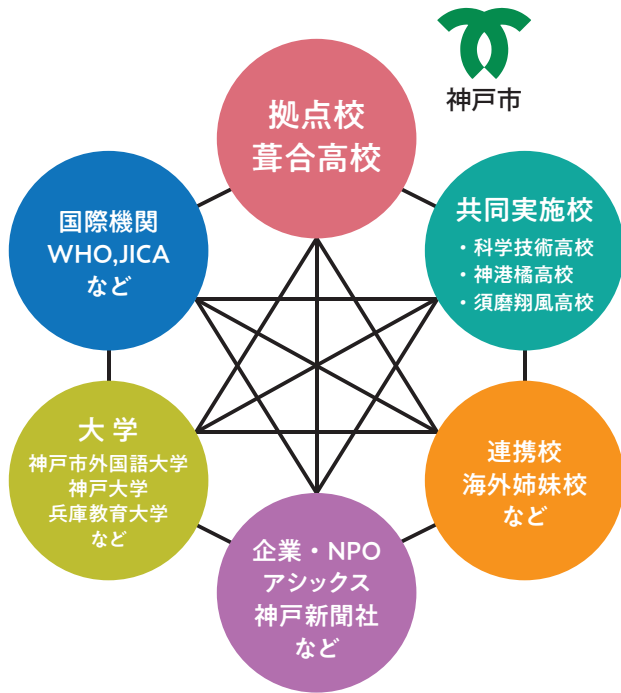 神戸市
拠点校
葺合高校
共同実施校
・科学技術高校
・神港橘高校
・須磨翔風高校
国際機関
WHO,JICA
など
大 学
神戸市外国語大学
神戸大学
兵庫教育大学
など
連携校
海外姉妹校
など
企業・NPO
アシックス
神戸新聞社
など